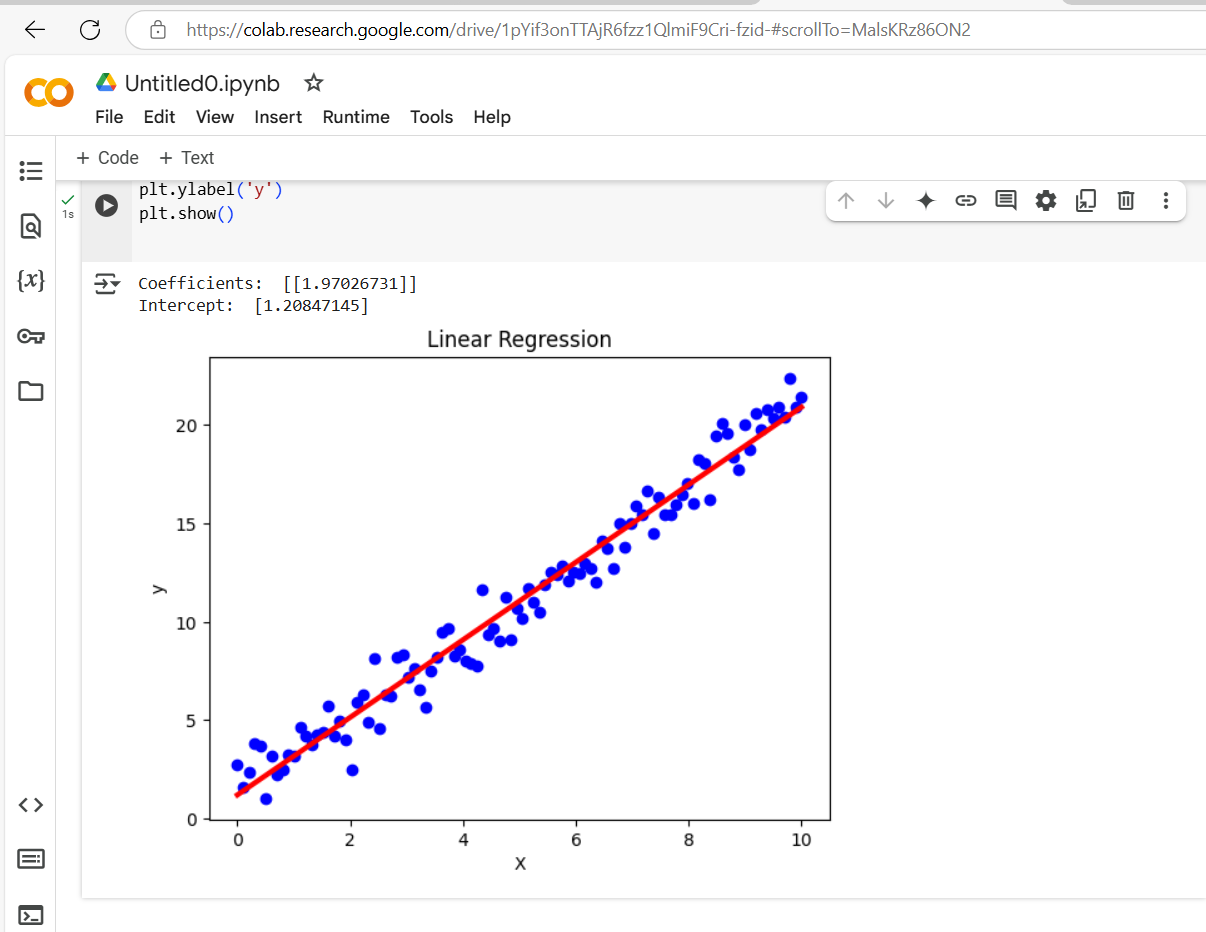 https://colab.research.google.com/drive/1pYif3onTTAjR6fzz1QlmiF9Cri-fzid-#scrollTo=MalsKRz86ON2
Untitled0.ipynb
File Edit View Insert Runtime Tools Help
+ Code + Text
plt.ylabel('y')
1s
plt.show()
{x}
Coefficients: [[1.97026731]]
Intercept: [1.20847145]
Linear Regression
20
15
10
5
0
y
0 2 4 6 8 10
X